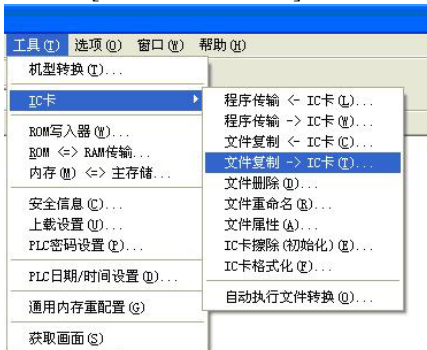 工具(T) 选项(O) 窗口(W) 帮助(H)
机型转换(T)...
IC卡
ROM写入器(W)...
ROM <=> RAM传输...
内存(M) <=> 主存储...
安全信息(C)...
上载设置(U)...
PLC密码设置(P)...
PLC日期/时间设置(D)...
通用内存重配置(G)
获取画面(S)
程序传输 <- IC卡(L)...
程序传输 -> IC卡(W)...
文件复制 <- IC卡(C)...
文件复制 -> IC卡(T)...
文件删除(D)...
文件重命名(R)...
文件属性(A)...
IC卡擦除(初始化)(E)...
IC卡格式化(F)...
自动执行文件转换(O)...